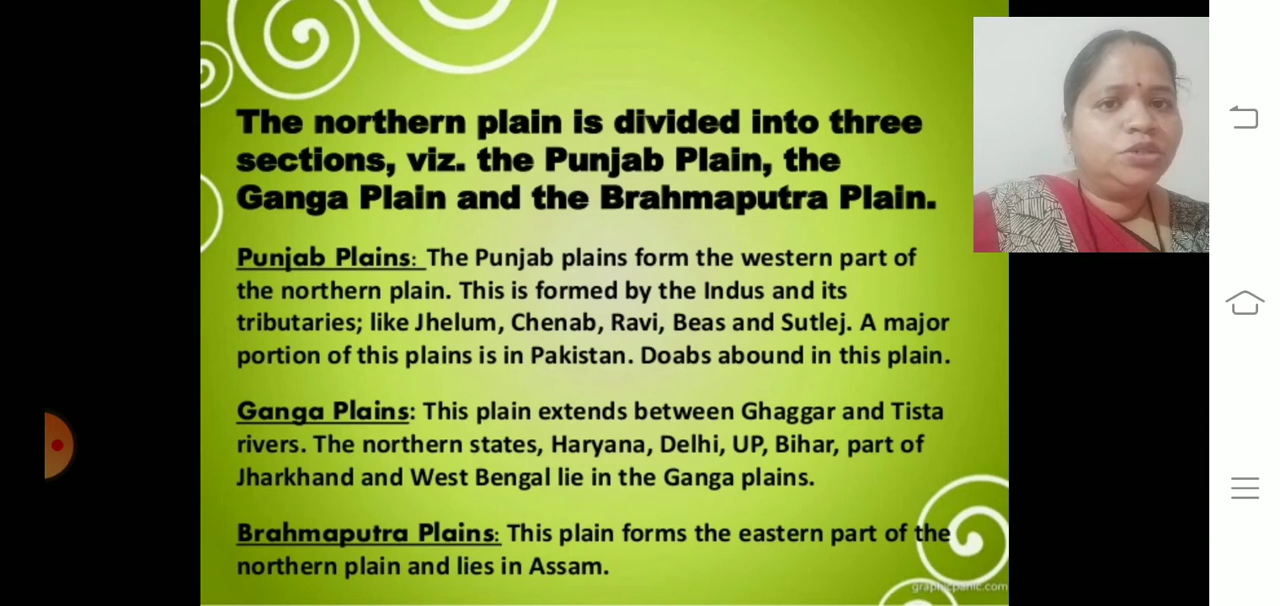 The northern plain is divided into three
sections, viz. the Punjab Plain, the
Ganga Plain and the Brahmaputra Plain.
Punjab Plains: The Punjab plains form the western part of
the northern plain. This is formed by the Indus and its
tributaries; like Jhelum, Chenab, Ravi, Beas and Sutlej. A major
portion of this plains is in Pakistan. Doabs abound in this plain.
Ganga Plains: This plain extends between Ghaggar and Tista
rivers. The northern states, Haryana, Delhi, UP, Bihar, part of
Jharkhand and West Bengal lie in the Ganga plains.
Brahmaputra Plains: This plain forms the eastern part of the
northern plain and lies in Assam.
graphicpanic.com